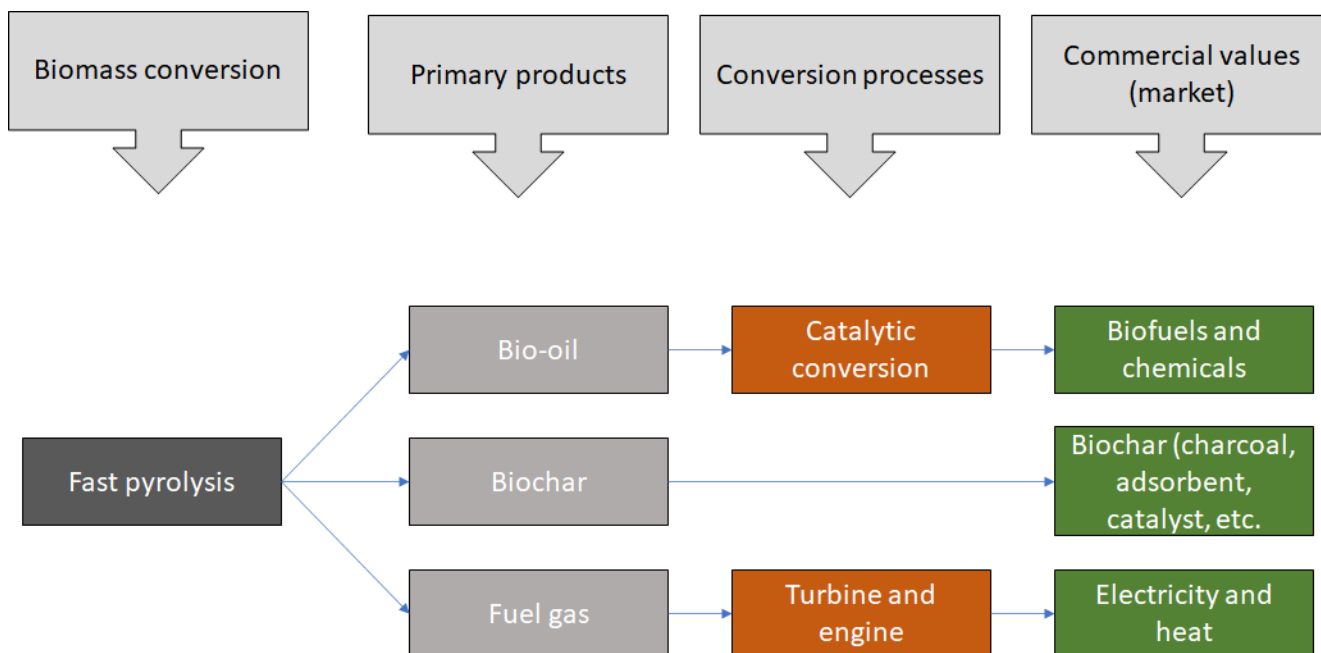 Biomass conversion
Primary products
Conversion processes
Commercial values
(market)
Bio-oil
Catalytic
conversion
Biofuels and
chemicals
Fast pyrolysis
Biochar
Biochar (charcoal,
adsorbent,
catalyst, etc.
Fuel gas
Turbine and
engine
Electricity and
heat